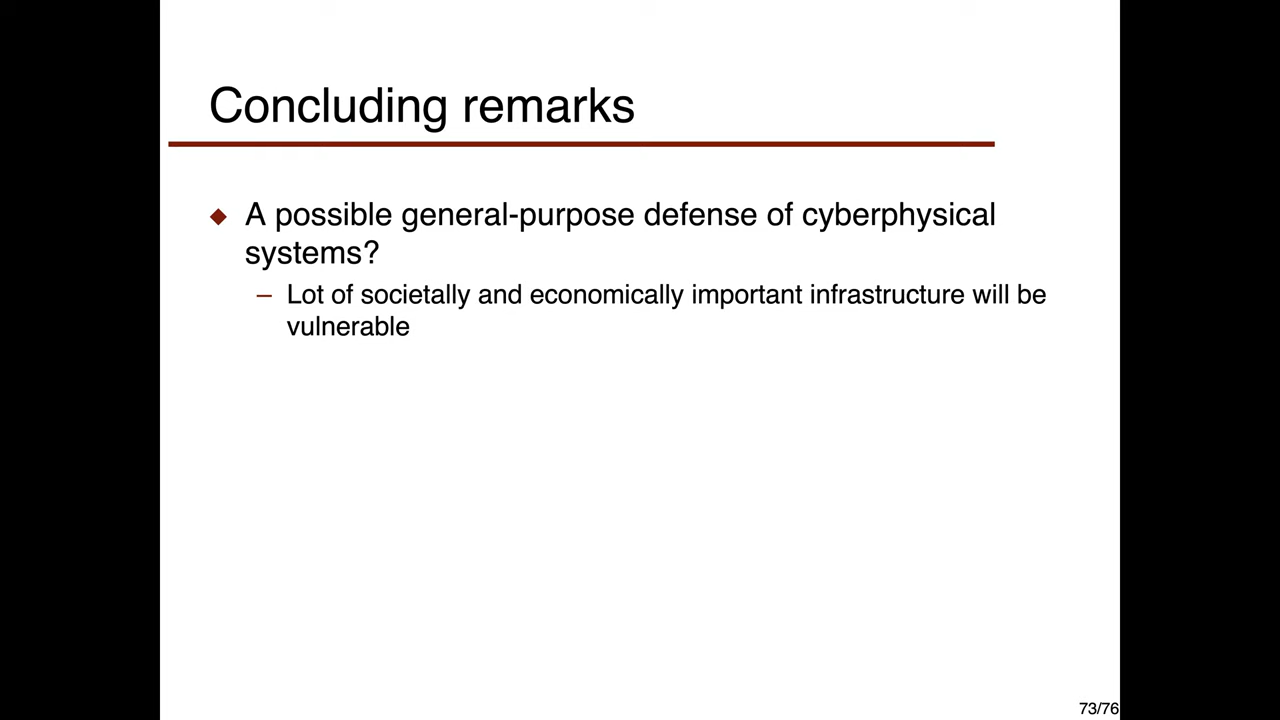 Concluding remarks
◆ A possible general-purpose defense of cyberphysical
systems?
– Lot of societally and economically important infrastructure will be
vulnerable
73/76